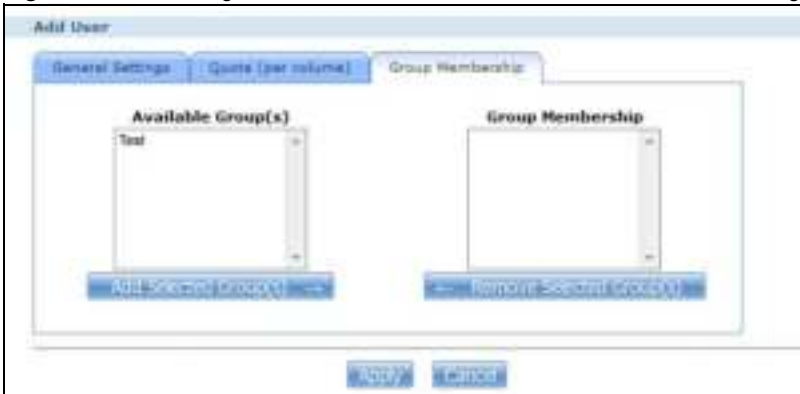 Add User
General Settings
Quota (per volume)
Group Membership
Available Group(s)
Group Membership
Test
Add Selected Group(s) -->
<-- Remove Selected Group(s)
Apply
Cancel